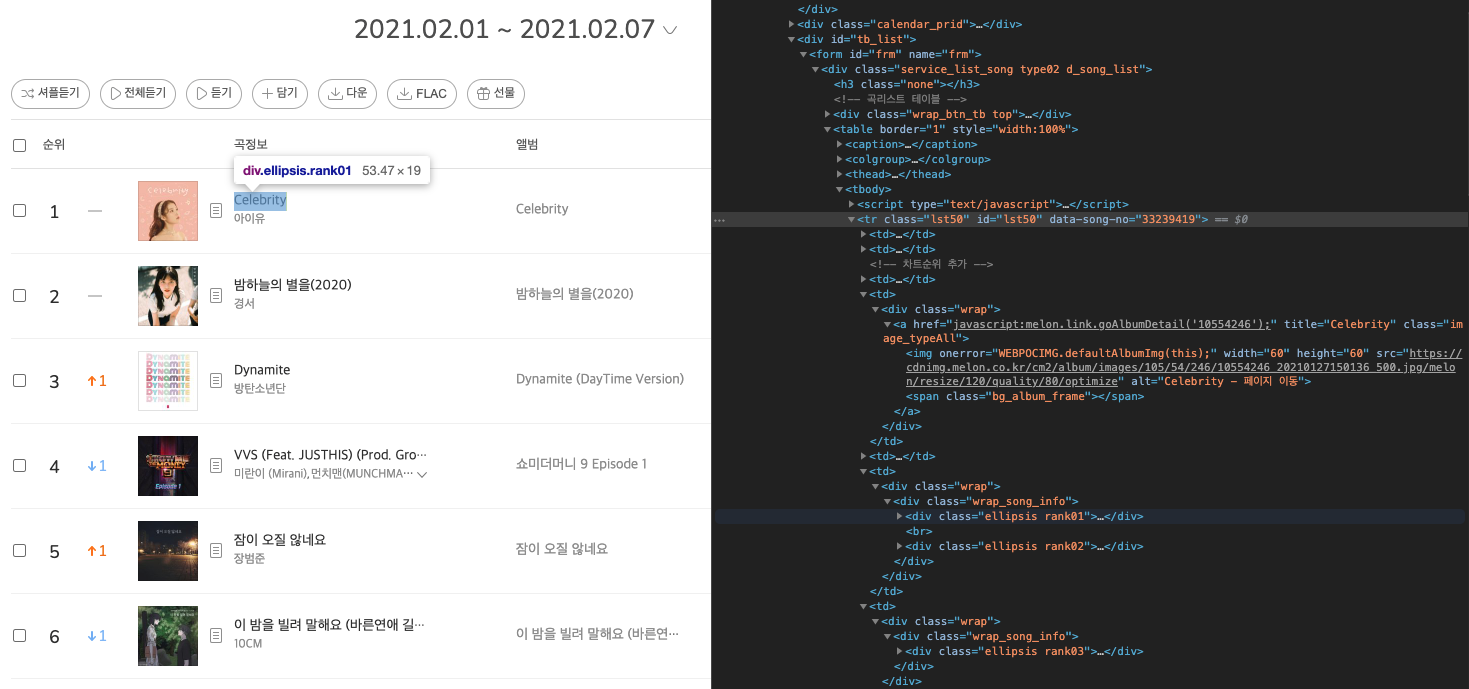 2021.02.01 ~ 2021.02.07
셔플듣기 전체듣기 듣기 담기 다운 FLAC 선물
순위 곡정보 앨범
div.ellipsis.rank01 53.47 × 19
1 — Celebrity Celebrity
아이유
2 — 밤하늘의 별을(2020) 밤하늘의 별을(2020)
경서
3 1 Dynamite Dynamite (DayTime Version)
방탄소년단
4 1 VVS (Feat. JUSTHIS) (Prod. Gro··· 쇼미더머니 9 Episode 1
미란이 (Mirani),먼치맨(MUNCHMA···
5 1 잠이 오질 않네요 잠이 오질 않네요
장범준
6 1 이 밤을 빌려 말해요 (바른연애 길··· 이 밤을 빌려 말해요 (바른연···
10CM
</div>
<div class="calendar_prid">…</div>
<div id="tb_list">
<form id="frm" name="frm">
<div class="service_list_song type02 d_song_list">
<h3 class="none"></h3>
<!-- 곡리스트 테이블 -->
<div class="wrap_btn_tb top">…</div>
<table border="1" style="width:100%">
<caption>…</caption>
<colgroup>…</colgroup>
<thead>…</thead>
<tbody>
<script type="text/javascript">…</script>
<tr class="lst50" id="lst50" data-song-no="33239419"> == $0
<td>…</td>
<td>…</td>
<!-- 차트순위 추가 -->
<td>…</td>
<td>
<div class="wrap">
<a href="javascript:melon.link.goAlbumDetail('10554246');" title="Celebrity" class="im
age_typeAll">
<img onerror="WEBPOCIMG.defaultAlbumImg(this);" width="60" height="60" src="https://
cdnimg.melon.co.kr/cm2/album/images/105/54/246/10554246_20210127150136_500.jpg/melo
n/resize/120/quality/80/optimize" alt="Celebrity - 페이지 이동">
<span class="bg_album_frame"></span>
</a>
</div>
</td>
<td>…</td>
<td>
<div class="wrap">
<div class="wrap_song_info">
<div class="ellipsis rank01">…</div>
<br>
<div class="ellipsis rank02">…</div>
</div>
</div>
</td>
<td>
<div class="wrap">
<div class="wrap_song_info">
<div class="ellipsis rank03">…</div>
</div>
</div>